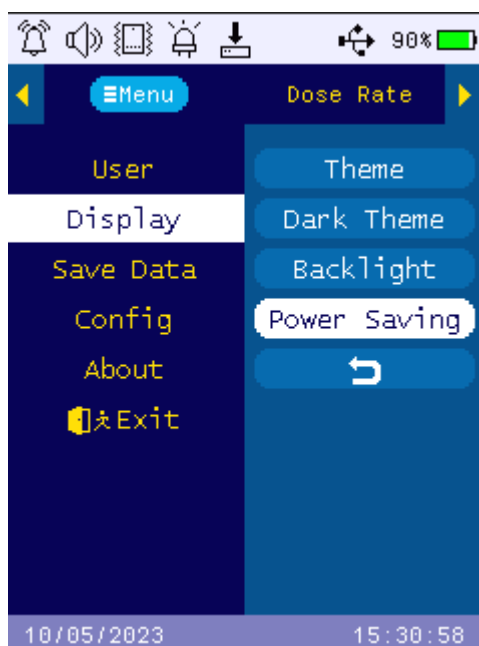 90%
Menu Dose Rate
User Theme
Display Dark Theme
Save Data Backlight
Config Power Saving
About
Exit
10/05/2023 15:30:58